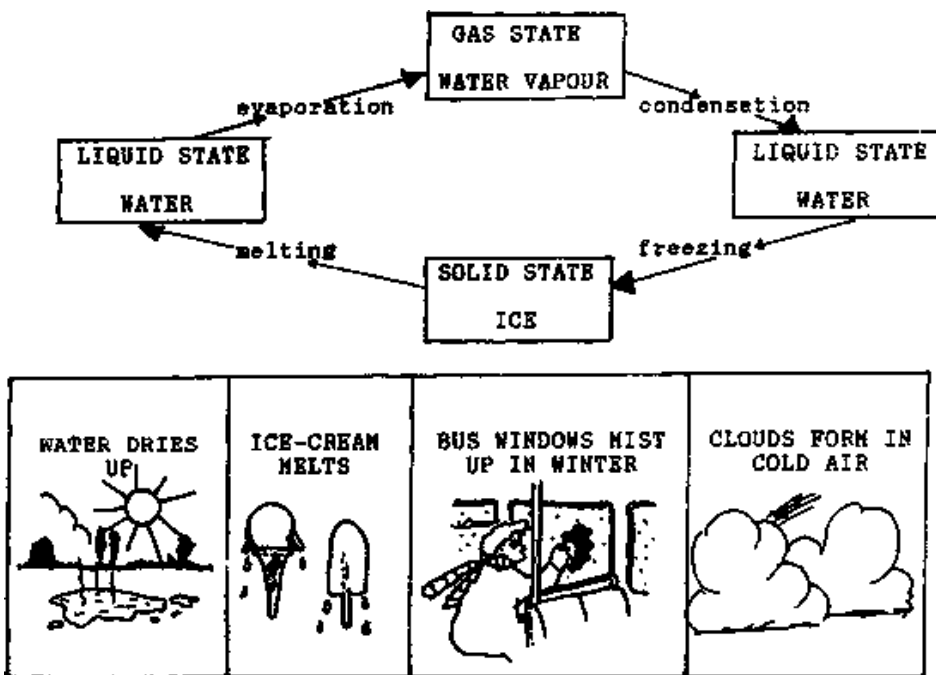 GAS STATE
WATER VAPOUR
evaporation
condensation
LIQUID STATE
WATER
LIQUID STATE
WATER
melting
freezing
SOLID STATE
ICE
WATER DRIES
UP
ICE-CREAM
MELTS
BUS WINDOWS MIST
UP IN WINTER
CLOUDS FORM IN
COLD AIR